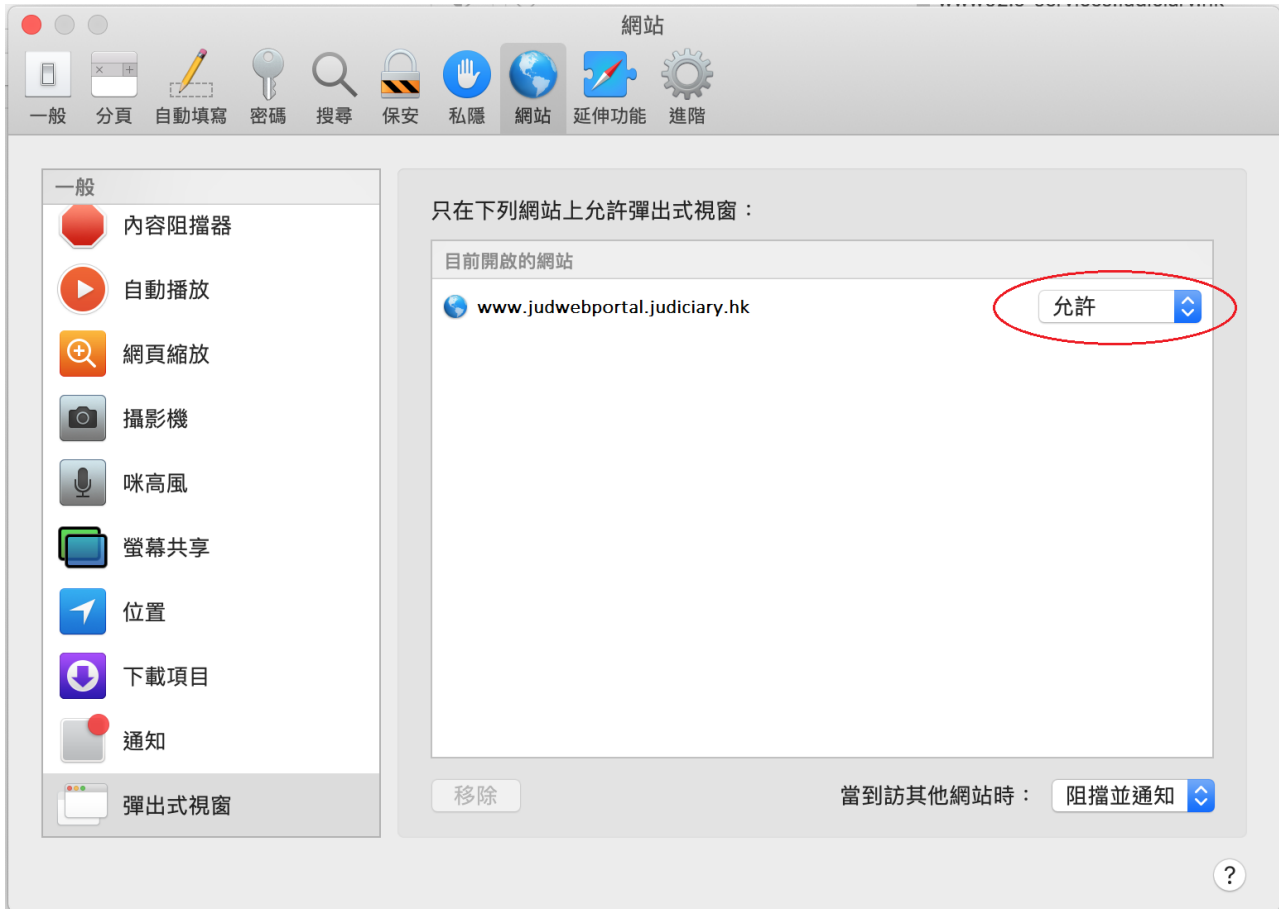 網站
一般 分頁 自動填寫 密碼 搜尋 保安 私隱 網站 延伸功能 進階
一般
內容阻擋器
自動播放
網頁縮放
攝影機
咪高風
螢幕共享
位置
下載項目
通知
彈出式視窗
只在下列網站上允許彈出式視窗：
目前開啟的網站
www.judwebportal.judiciary.hk 允許
移除 當到訪其他網站時： 阻擋並通知
?